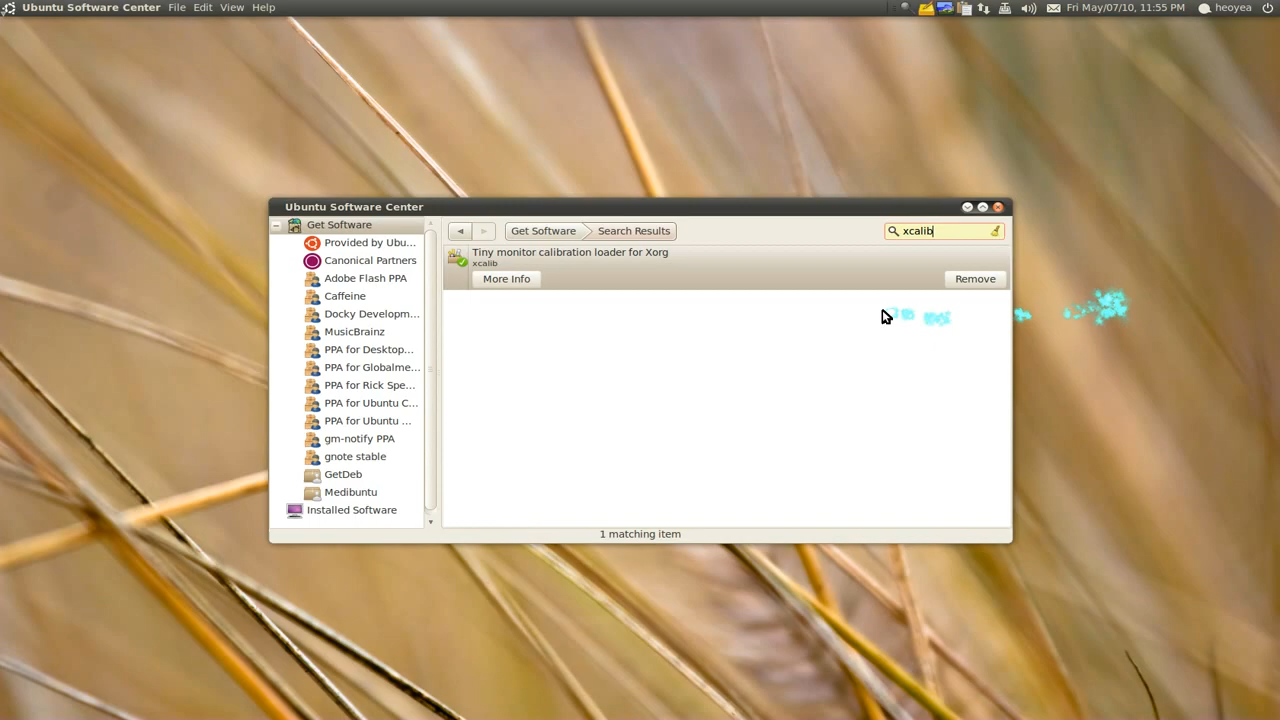 Ubuntu Software Center File Edit View Help
Fri May/07/10, 11:55 PM heoyea
Ubuntu Software Center
Get Software
Provided by Ubu...
Canonical Partners
Adobe Flash PPA
Caffeine
Docky Developm...
MusicBrainz
PPA for Desktop...
PPA for Globalme...
PPA for Rick Spe...
PPA for Ubuntu C...
PPA for Ubuntu ...
gm-notify PPA
gnote stable
GetDeb
Medibuntu
Installed Software
Get Software Search Results
xcalib
Tiny monitor calibration loader for Xorg
xcalib
More Info Remove
1 matching item